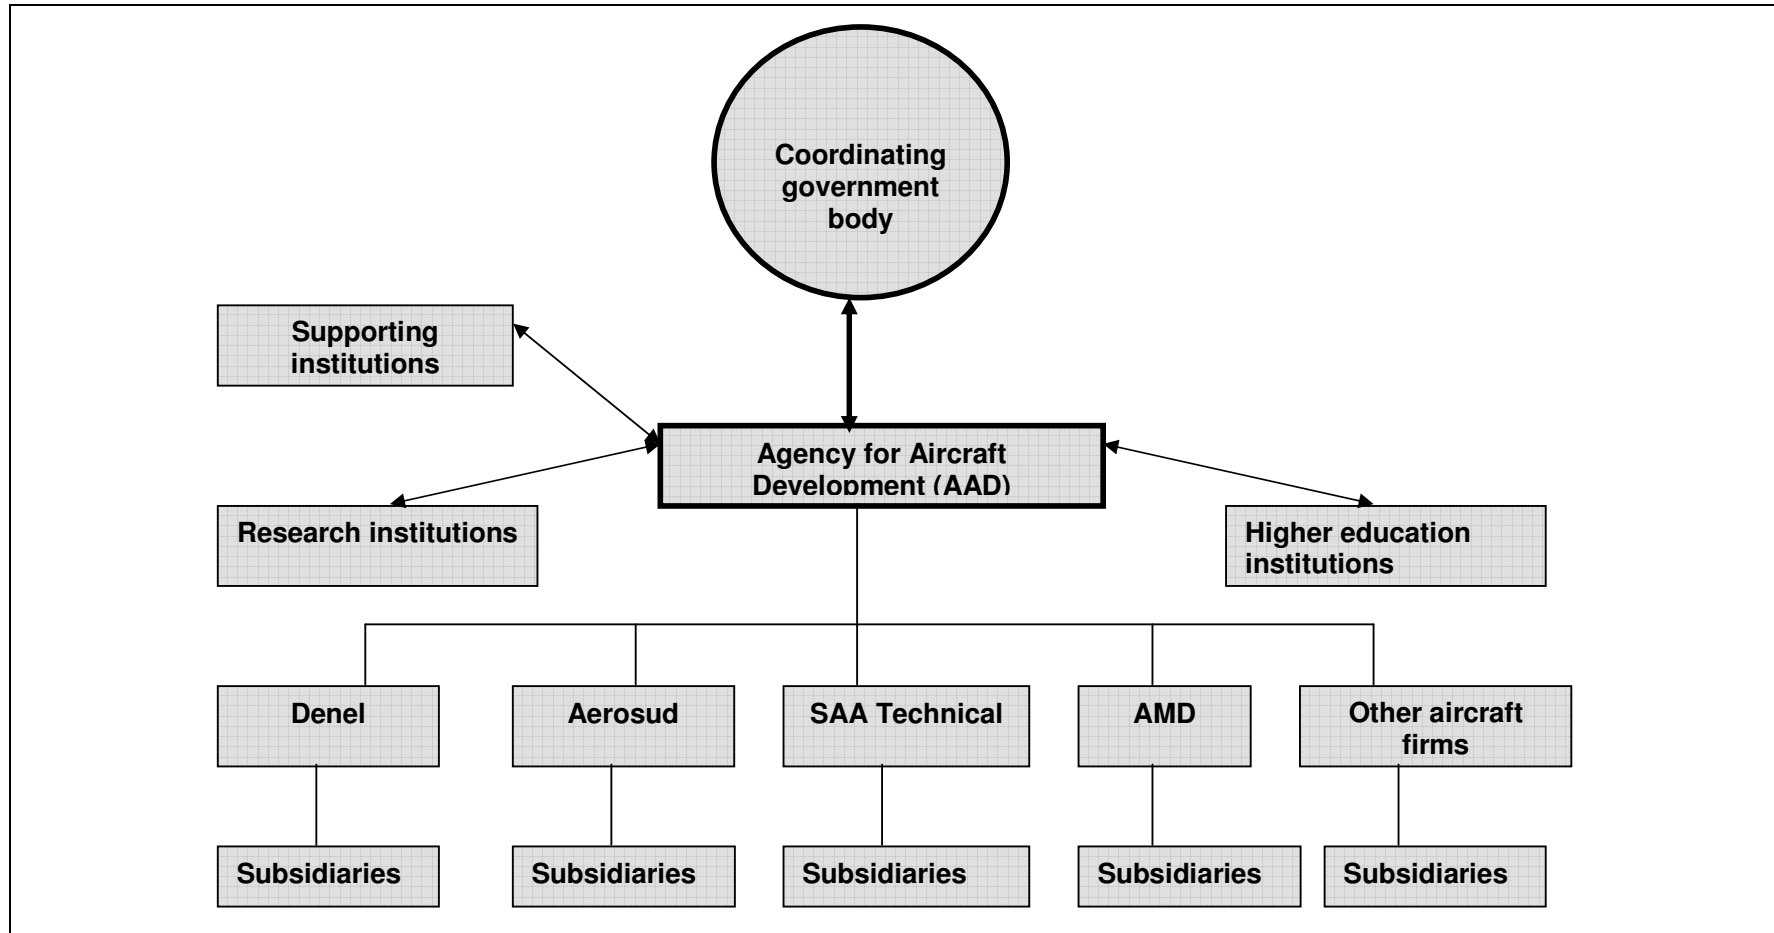 Coordinating
government
body
Supporting
institutions
Agency for Aircraft
Development (AAD)
Research institutions
Higher education
institutions
Denel
Aerosud
SAA Technical
AMD
Other aircraft
firms
Subsidiaries
Subsidiaries
Subsidiaries
Subsidiaries
Subsidiaries